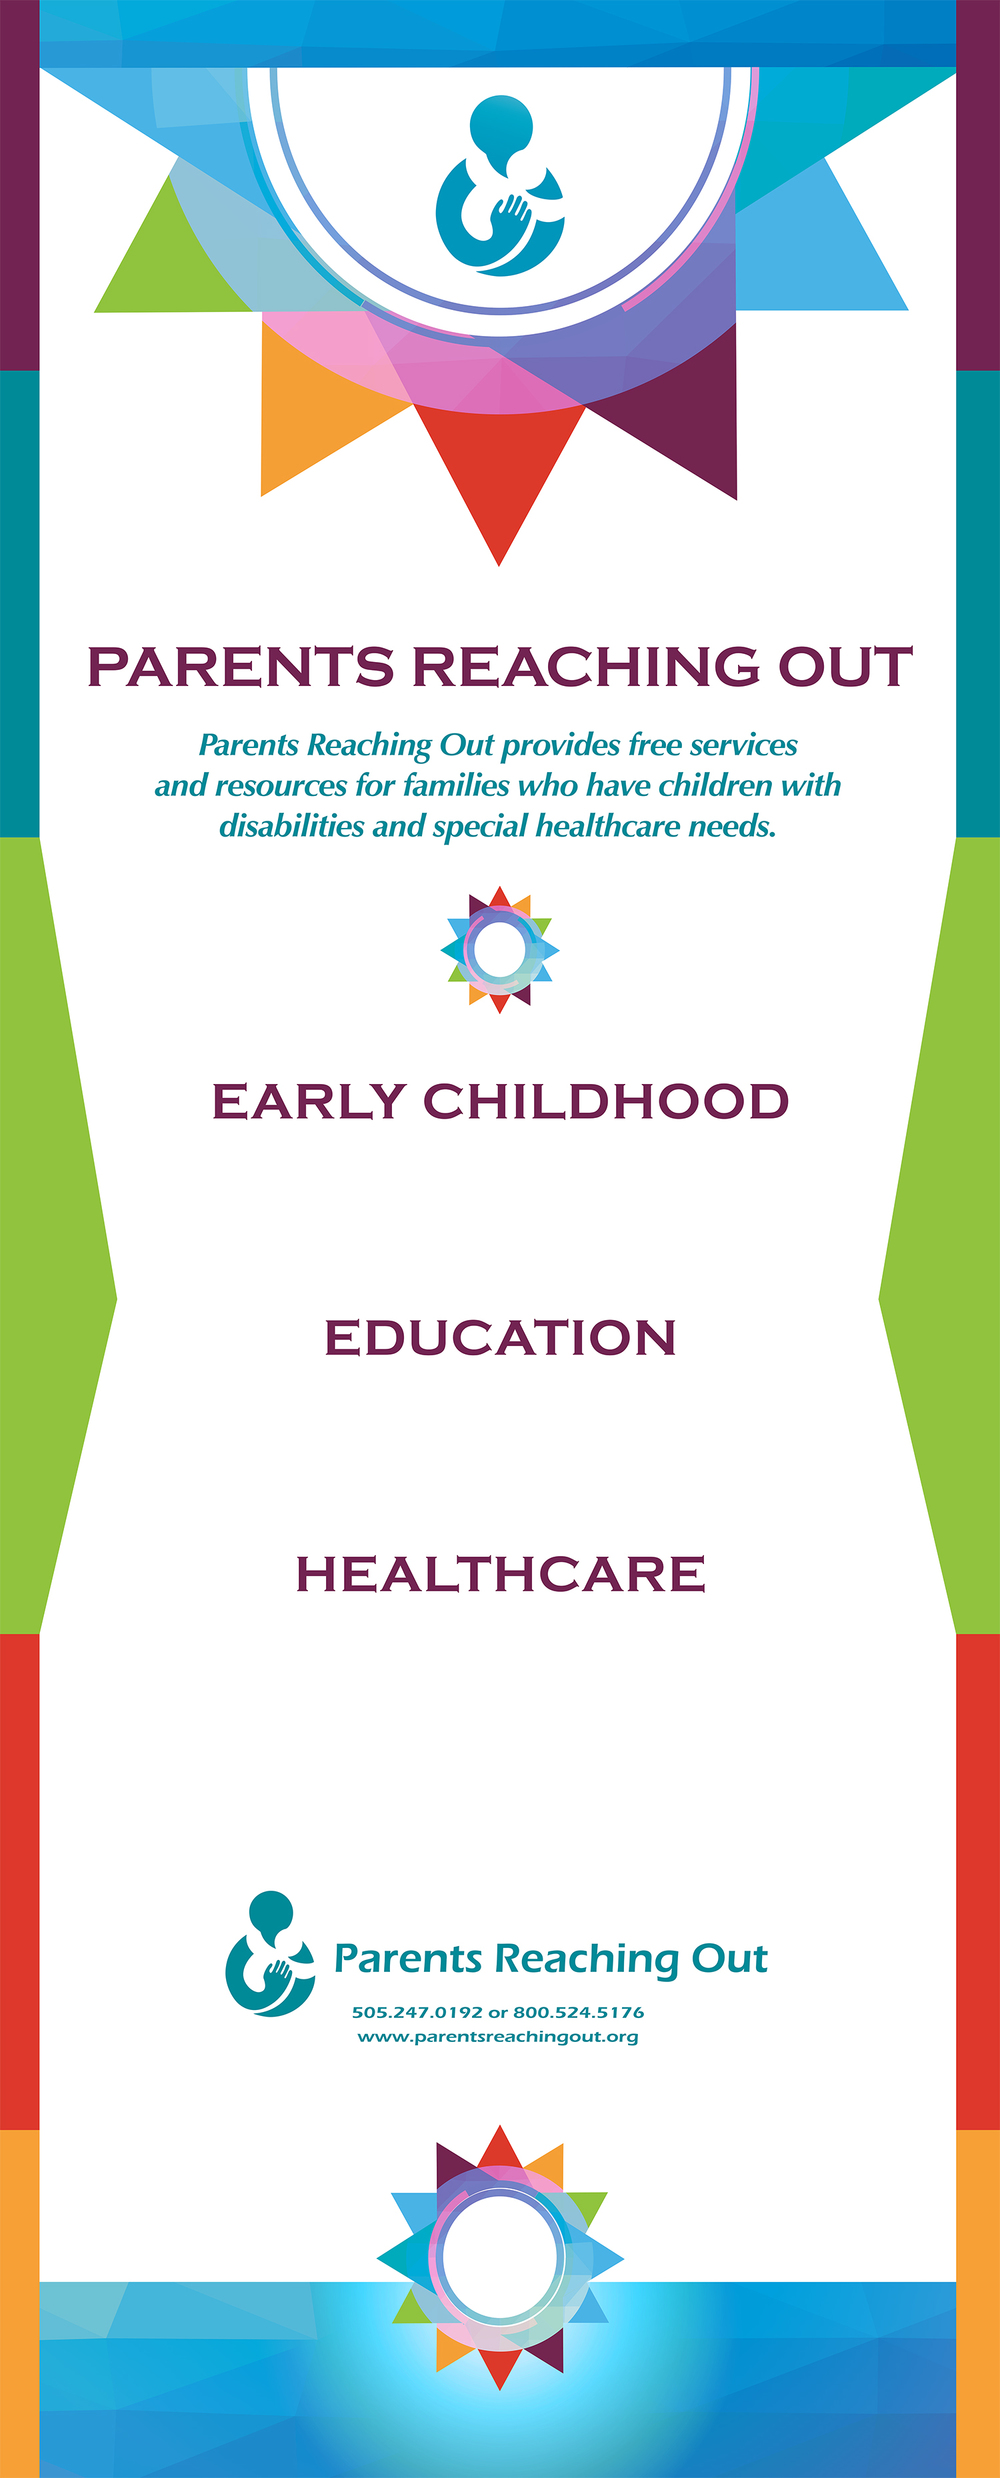 PARENTS REACHING OUT
Parents Reaching Out provides free services
and resources for families who have children with
disabilities and special healthcare needs.
EARLY CHILDHOOD
EDUCATION
HEALTHCARE
Parents Reaching Out
505.247.0192 or 800.524.5176
www.parentsreachingout.org